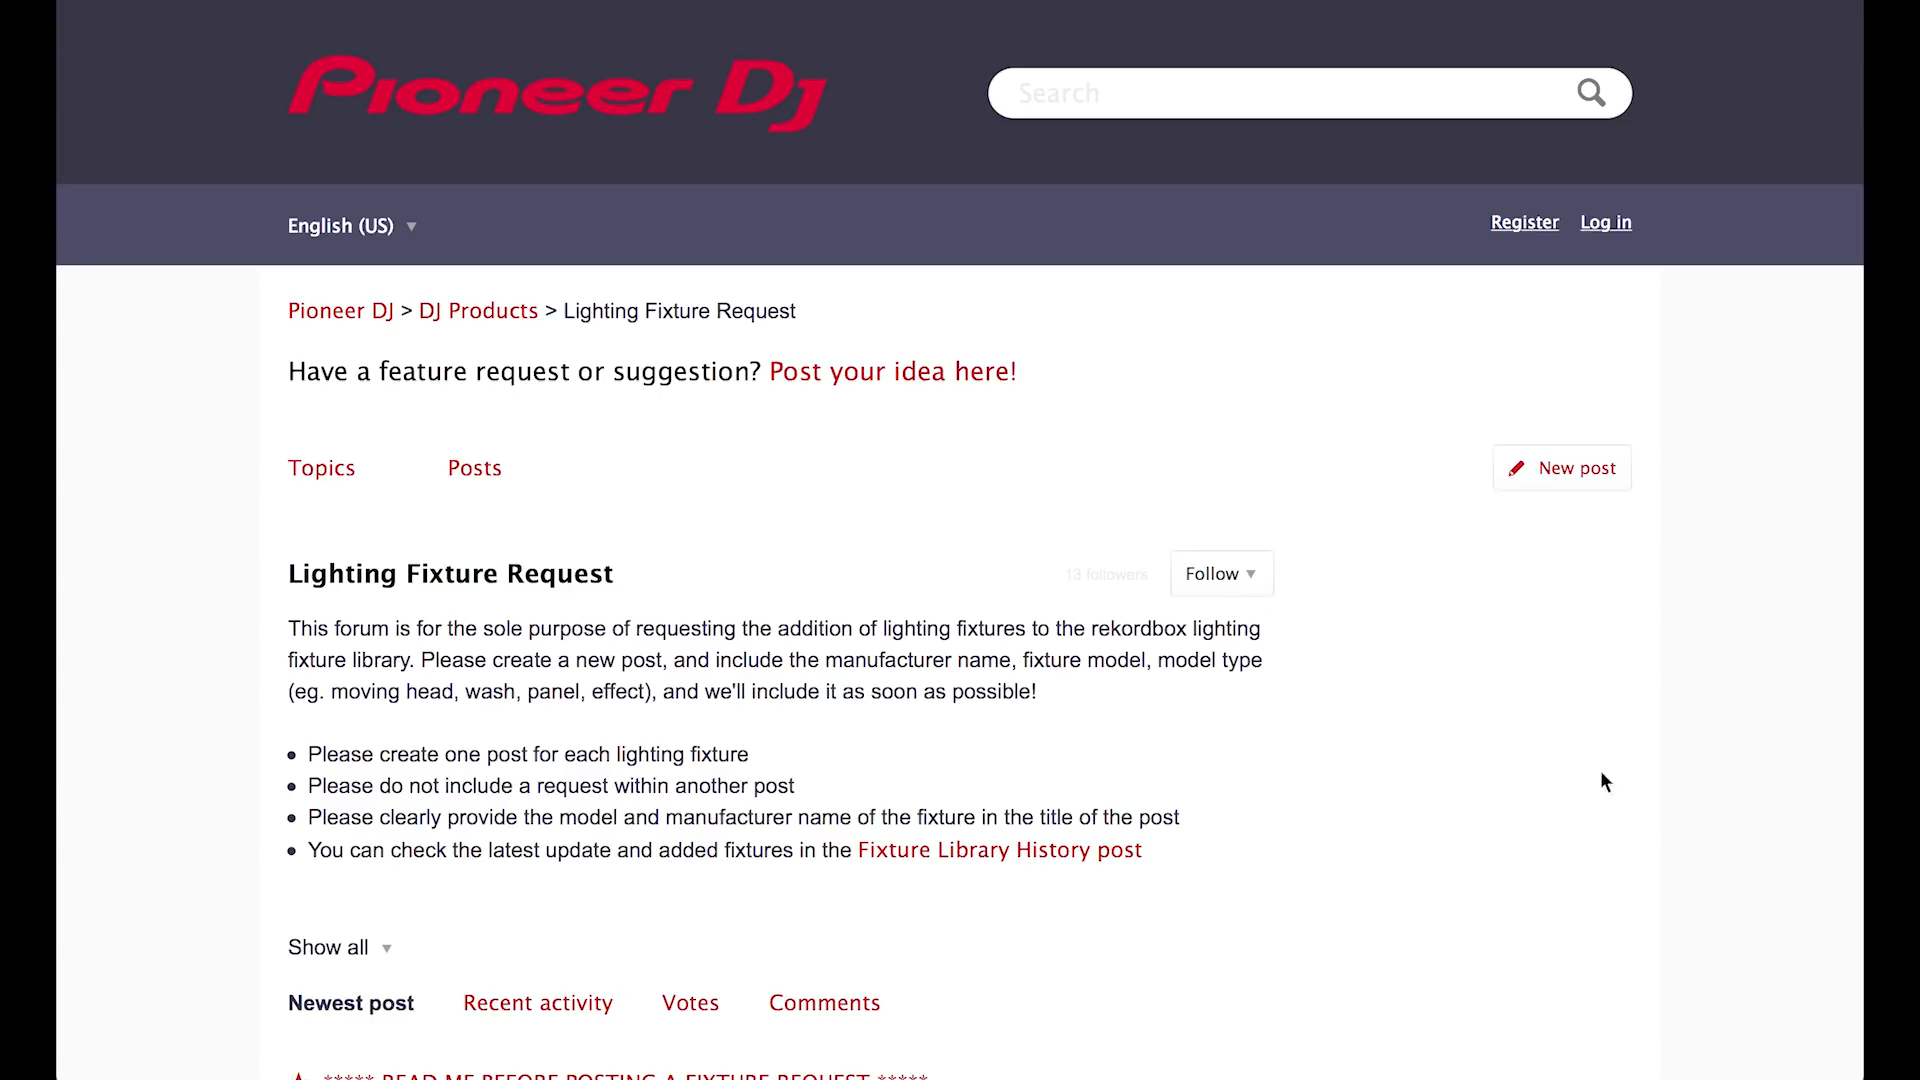 Pioneer Dj
Search
English (US)
Register Log in
Pioneer DJ > DJ Products > Lighting Fixture Request
Have a feature request or suggestion? Post your idea here!
Topics Posts New post
Lighting Fixture Request 13 followers Follow
This forum is for the sole purpose of requesting the addition of lighting fixtures to the rekordbox lighting
fixture library. Please create a new post, and include the manufacturer name, fixture model, model type
(eg. moving head, wash, panel, effect), and we'll include it as soon as possible!
Please create one post for each lighting fixture
Please do not include a request within another post
Please clearly provide the model and manufacturer name of the fixture in the title of the post
You can check the latest update and added fixtures in the Fixture Library History post
Show all
Newest post Recent activity Votes Comments
***** READ ME BEFORE POSTING A FIXTURE REQUEST *****